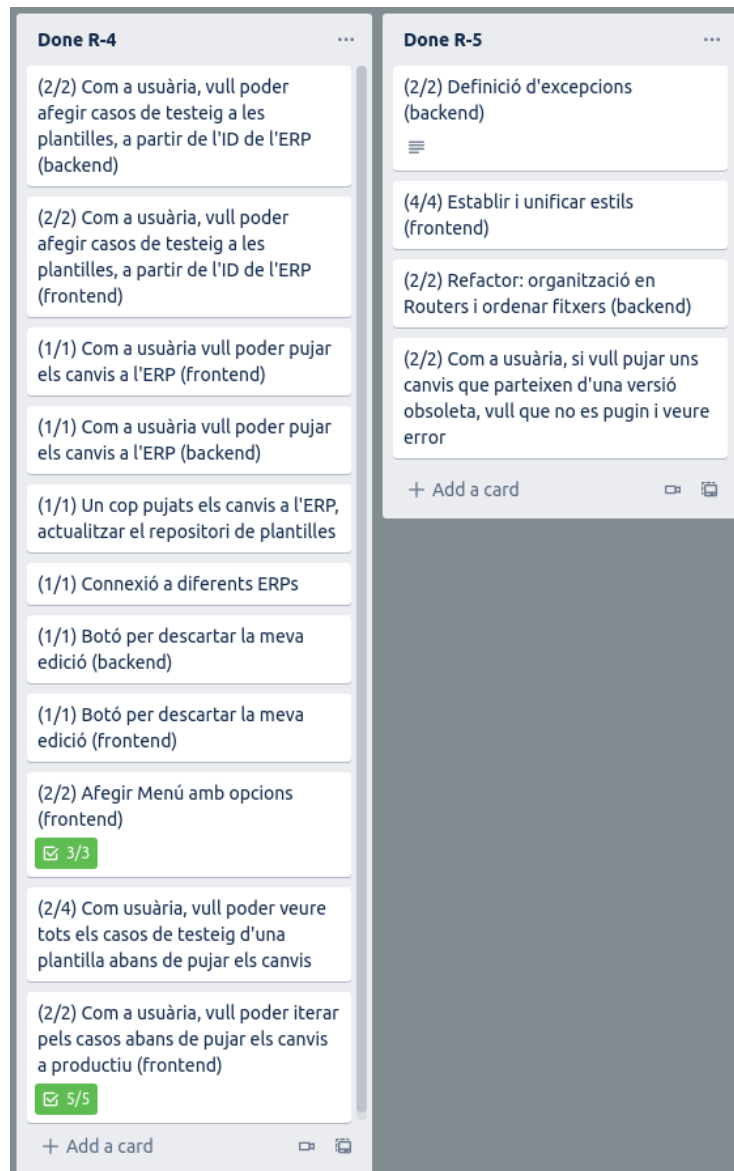 Done R-4
(2/2) Com a usuària, vull poder
afegir casos de testeig a les
plantilles, a partir de l'ID de l'ERP
(backend)
(2/2) Com a usuària, vull poder
afegir casos de testeig a les
plantilles, a partir de l'ID de l'ERP
(frontend)
(1/1) Com a usuària vull poder pujar
els canvis a l'ERP (frontend)
(1/1) Com a usuària vull poder pujar
els canvis a l'ERP (backend)
(1/1) Un cop pujats els canvis a l'ERP,
actualitzar el repositori de plantilles
(1/1) Connexió a diferents ERPs
(1/1) Botó per descartar la meva
edició (backend)
(1/1) Botó per descartar la meva
edició (frontend)
(2/2) Afegir Menú amb opcions
(frontend)
3/3
(2/4) Com usuària, vull poder veure
tots els casos de testeig d'una
plantilla abans de pujar els canvis
(2/2) Com a usuària, vull poder iterar
pels casos abans de pujar els canvis
a productiu (frontend)
5/5
+ Add a card
Done R-5
(2/2) Definició d'excepcions
(backend)
(4/4) Establir i unificar estils
(frontend)
(2/2) Refactor: organització en
Routers i ordenar fitxers (backend)
(2/2) Com a usuària, si vull pujar uns
canvis que parteixen d'una versió
obsoleta, vull que no es pugin i veure
error
+ Add a card